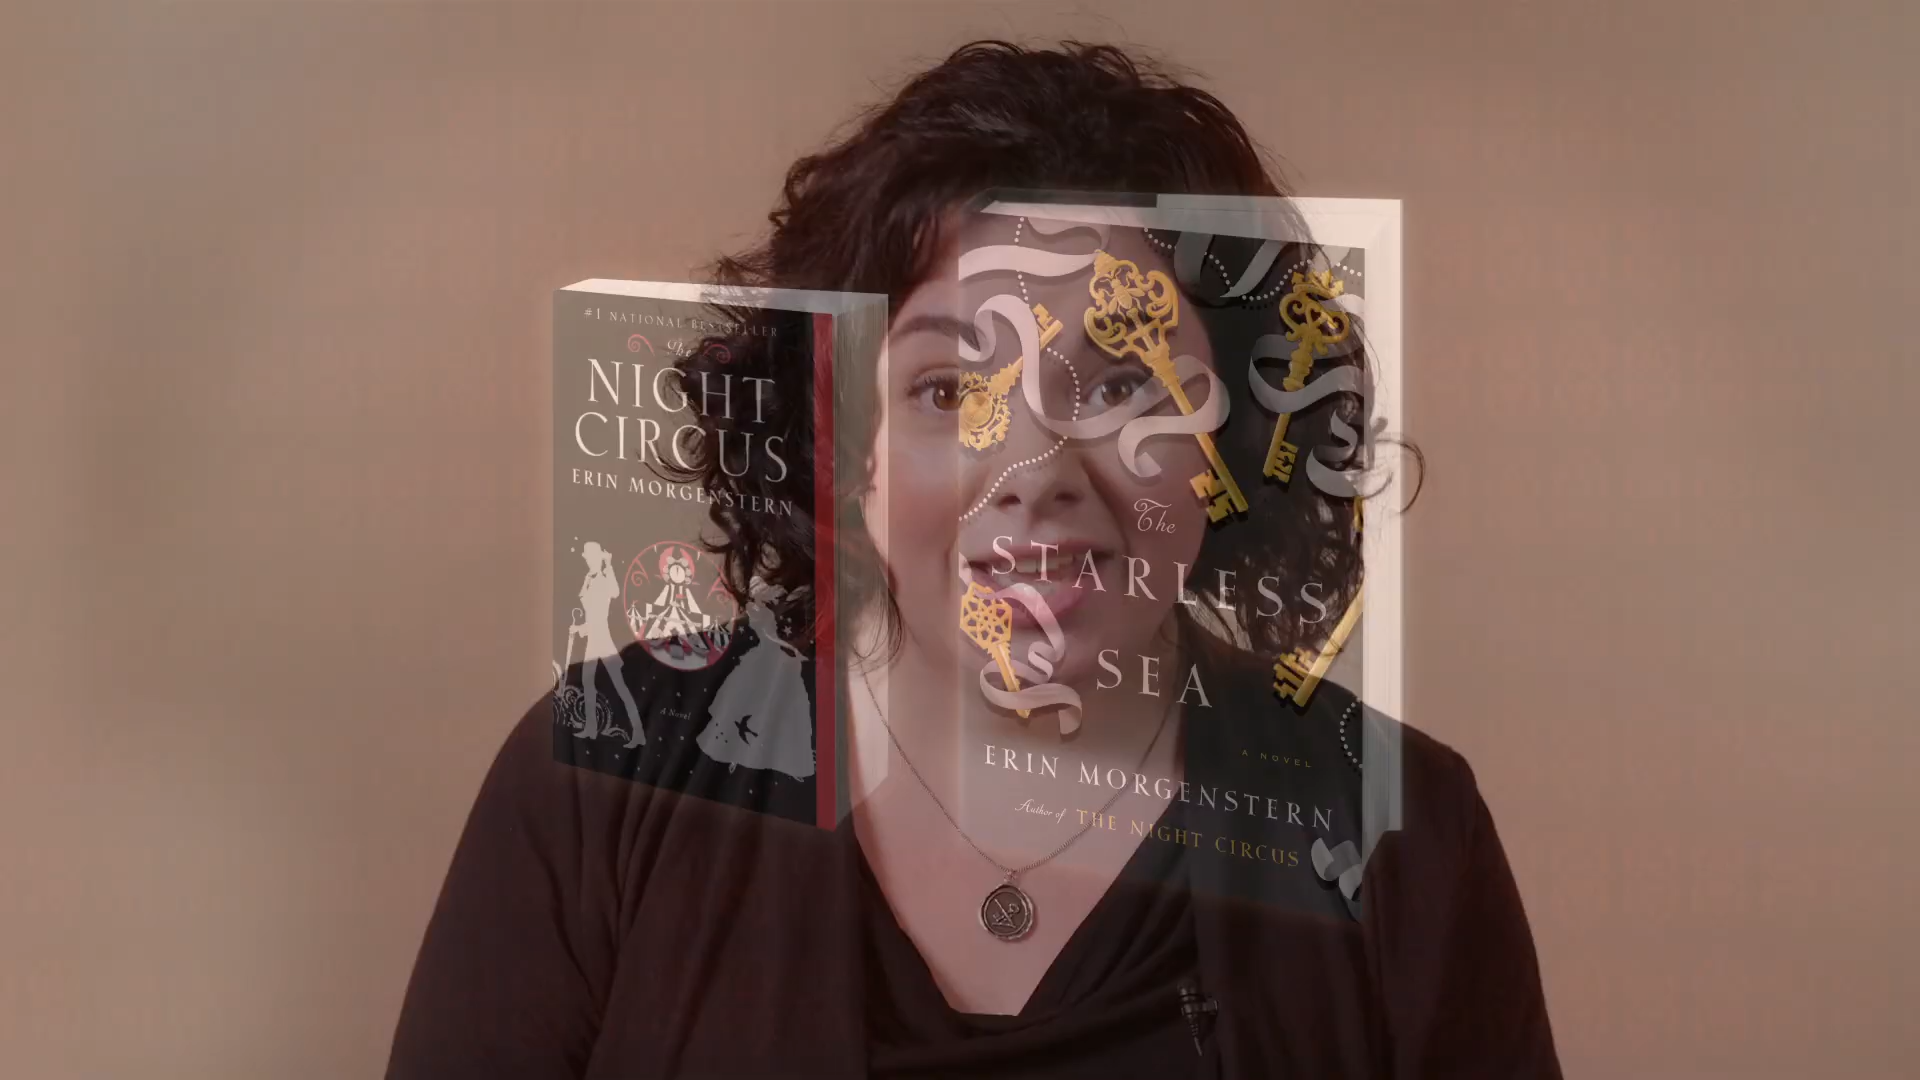 #1 NATIONAL BESTSELLER
The
NIGHT
CIRCUS
ERIN MORGENSTERN
A Novel
The
STARLESS
SEA
A NOVEL
ERIN MORGENSTERN
Author of THE NIGHT CIRCUS